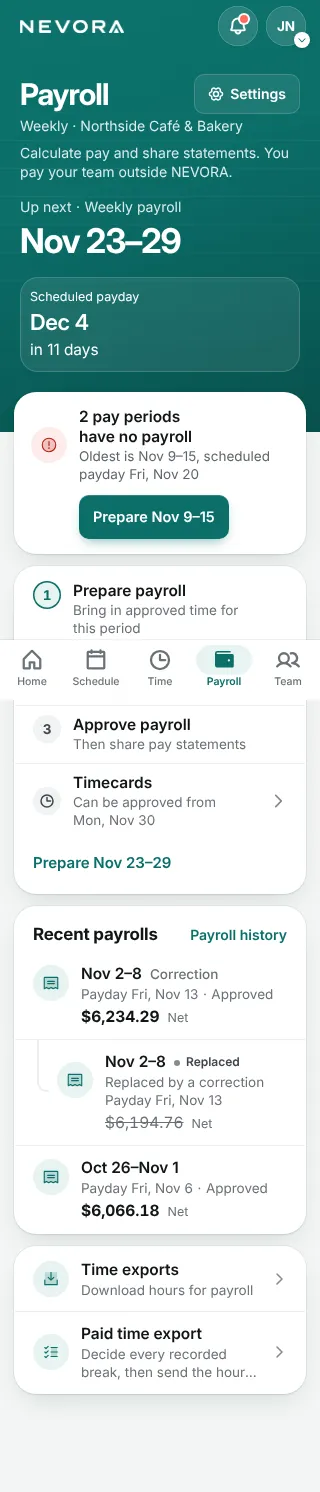 NEVORA
JN
Payroll
Settings
Weekly · Northside Café & Bakery
Calculate pay and share statements. You
pay your team outside NEVORA.
Up next · Weekly payroll
Nov 23–29
Scheduled payday
Dec 4
in 11 days
2 pay periods
have no payroll
Oldest is Nov 9–15, scheduled
payday Fri, Nov 20
Prepare Nov 9–15
1
Prepare payroll
Bring in approved time for
this period
Home
Schedule
Time
Payroll
Team
3
Approve payroll
Then share pay statements
Timecards
Can be approved from
Mon, Nov 30
Prepare Nov 23–29
Recent payrolls
Payroll history
Nov 2–8 Correction
Payday Fri, Nov 13 · Approved
$6,234.29 Net
Nov 2–8 Replaced
Replaced by a correction
Payday Fri, Nov 13
$6,194.76 Net
Oct 26–Nov 1
Payday Fri, Nov 6 · Approved
$6,066.18 Net
Time exports
Download hours for payroll
Paid time export
Decide every recorded
break, then send the hour...